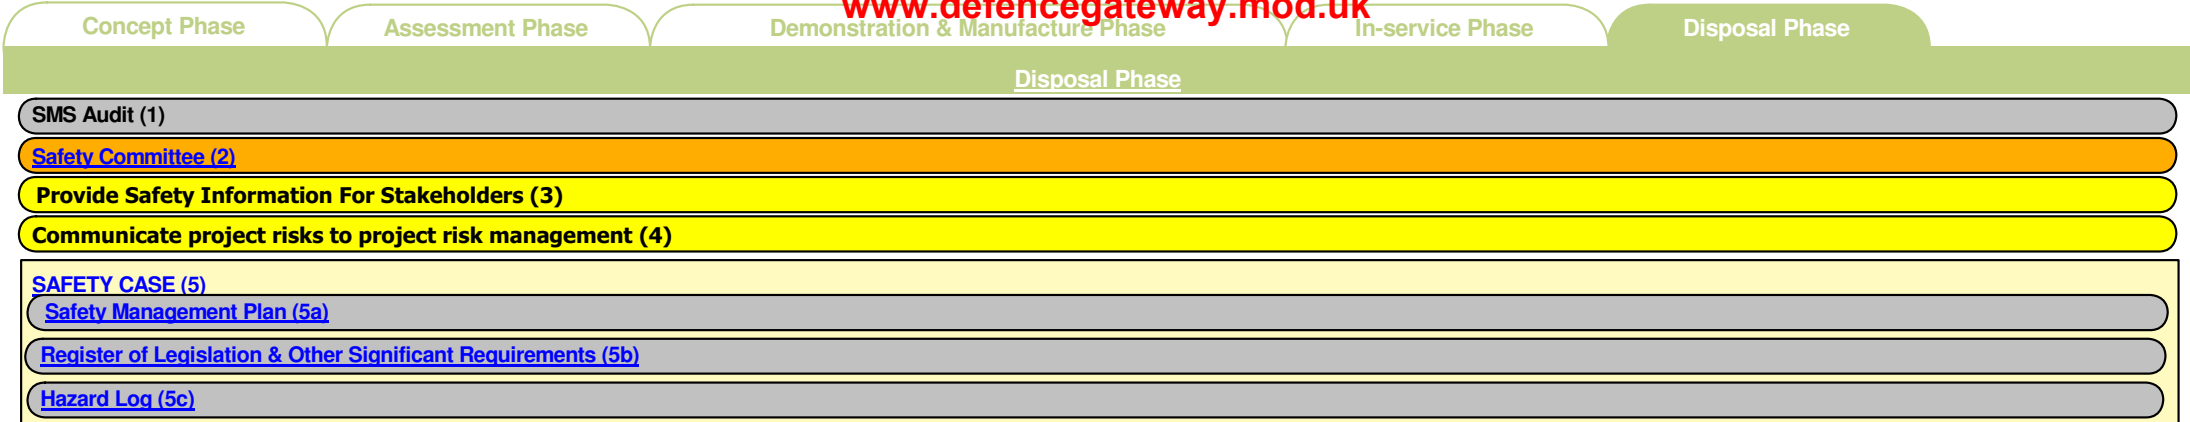 www.defencegateway.mod.uk
Concept Phase
Assessment Phase
Demonstration & Manufacture Phase
In-service Phase
Disposal Phase
Disposal Phase
SMS Audit (1)
Safety Committee (2)
Provide Safety Information For Stakeholders (3)
Communicate project risks to project risk management (4)
SAFETY CASE (5)
Safety Management Plan (5a)
Register of Legislation & Other Significant Requirements (5b)
Hazard Log (5c)